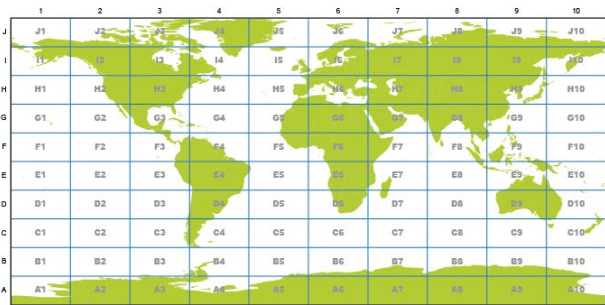 1 2 3 4 5 6 7 8 9 10
J J1 J2 J3 J4 J5 J6 J7 J8 J9 J10
I I1 I2 I3 I4 I5 I6 I7 I8 I9 I10
H H1 H2 H3 H4 H5 H6 H7 H8 H9 H10
G G1 G2 G3 G4 G5 G6 G7 G8 G9 G10
F F1 F2 F3 F4 F5 F6 F7 F8 F9 F10
E E1 E2 E3 E4 E5 E6 E7 E8 E9 E10
D D1 D2 D3 D4 D5 D6 D7 D8 D9 D10
C C1 C2 C3 C4 C5 C6 C7 C8 C9 C10
B B1 B2 B3 B4 B5 B6 B7 B8 B9 B10
A A1 A2 A3 A4 A5 A6 A7 A8 A9 A10